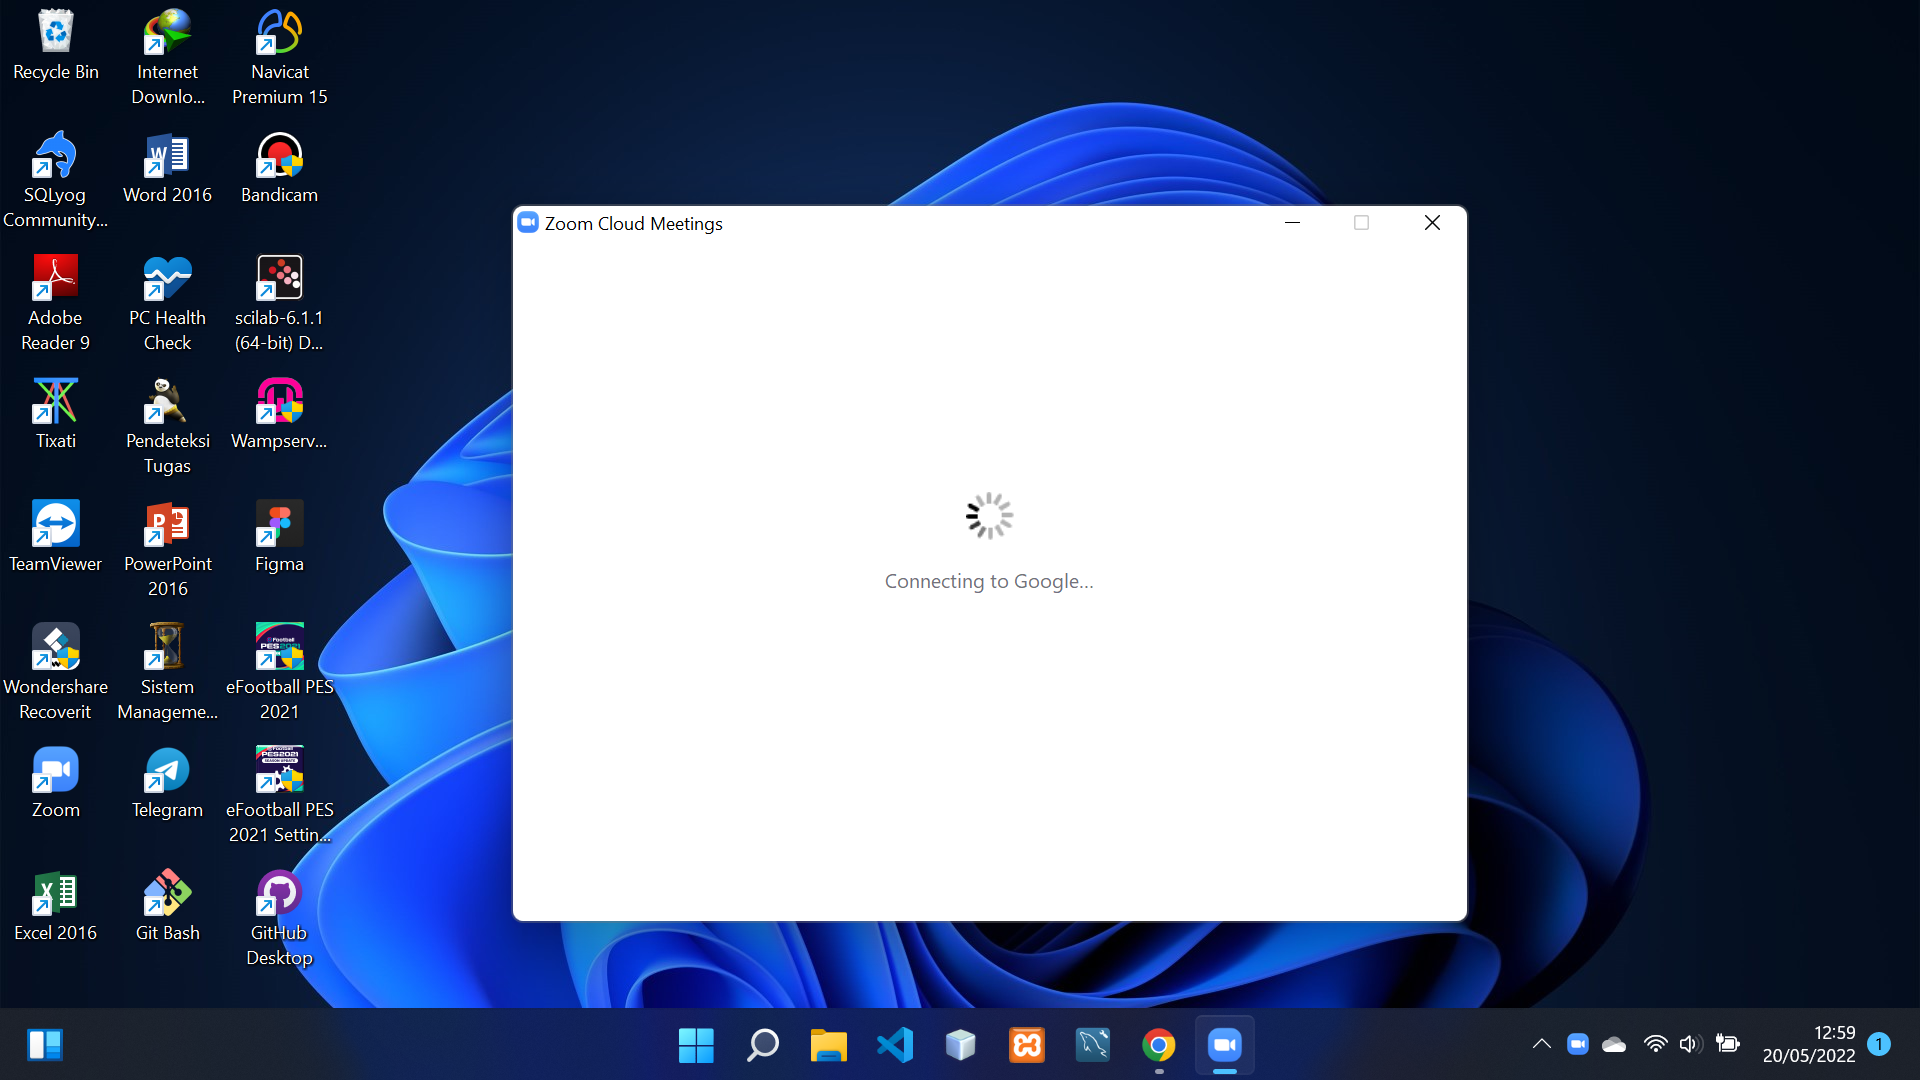 Recycle Bin
Internet
Downlo...
Navicat
Premium 15
SQLyog
Community...
Word 2016
Bandicam
Adobe
Reader 9
PC Health
Check
scilab-6.1.1
(64-bit) D...
Tixati
Pendeteksi
Tugas
Wampserv...
TeamViewer
PowerPoint
2016
Figma
Wondershare
Recoverit
Sistem
Manageme...
eFootball PES
2021
Zoom
Telegram
eFootball PES
2021 Settin...
Excel 2016
Git Bash
GitHub
Desktop
Zoom Cloud Meetings
Connecting to Google...
12:59
20/05/2022
1